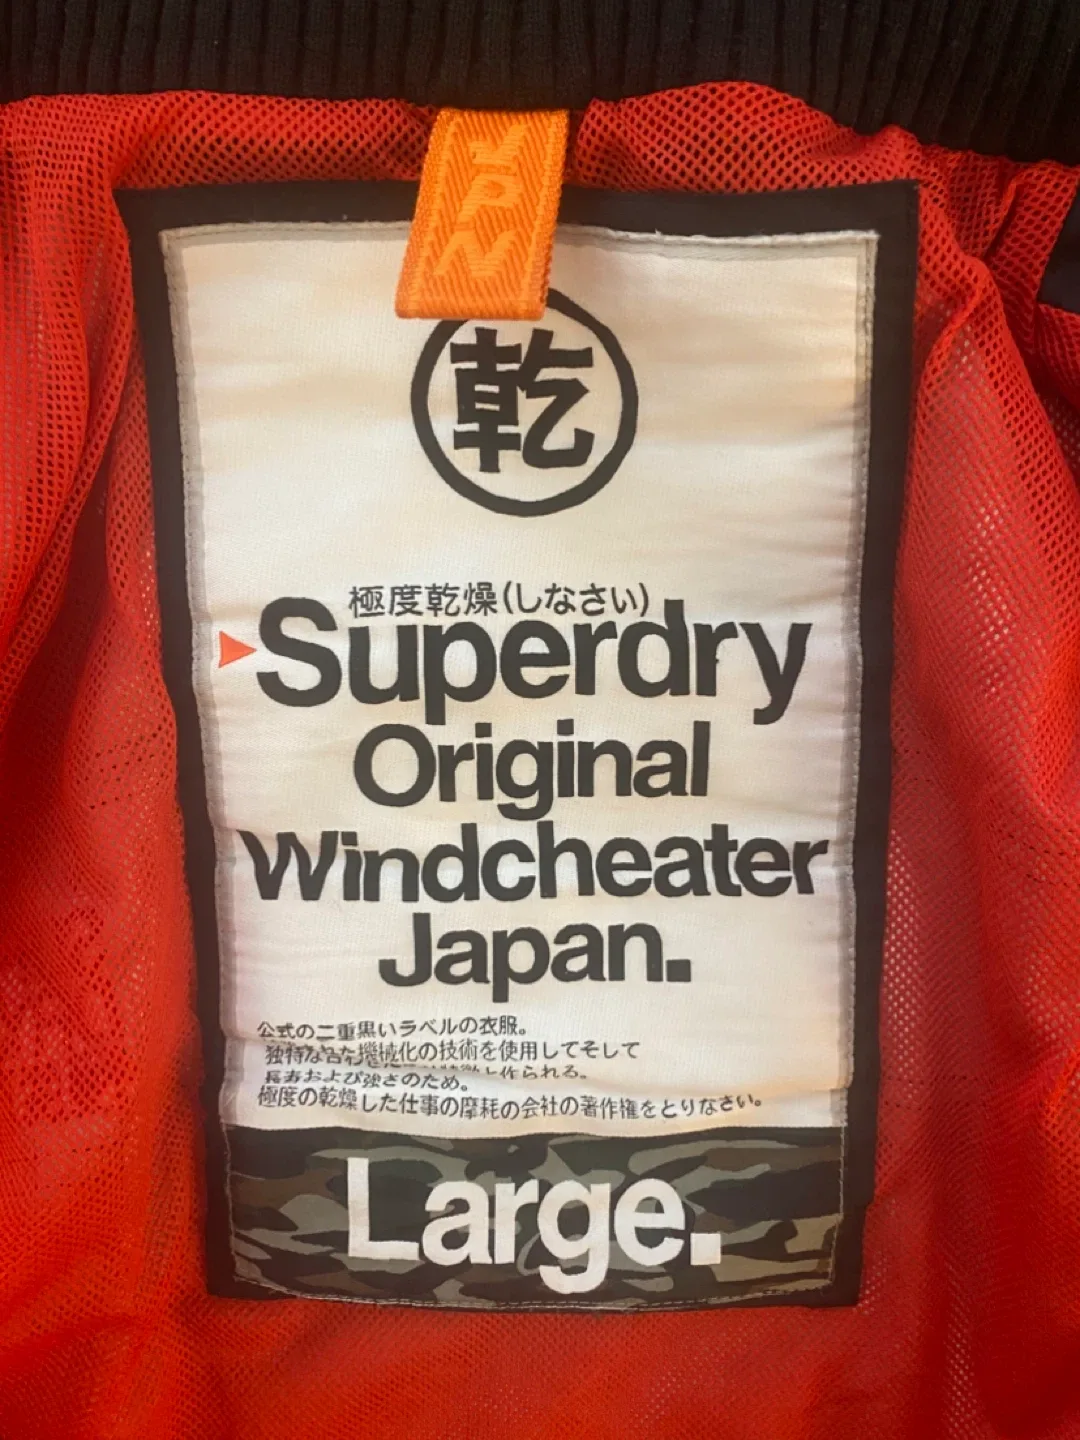 JPN
乾
極度乾燥(しなさい)
Superdry
Original
Windcheater
Japan.
公式の二重黒いラベルの衣服。
独特な 機械化の技術を使用してそして
と作られる。
長寿および強さのため。
極度の乾燥した仕事の摩耗の会社の著作権をとりなさい。
Large.